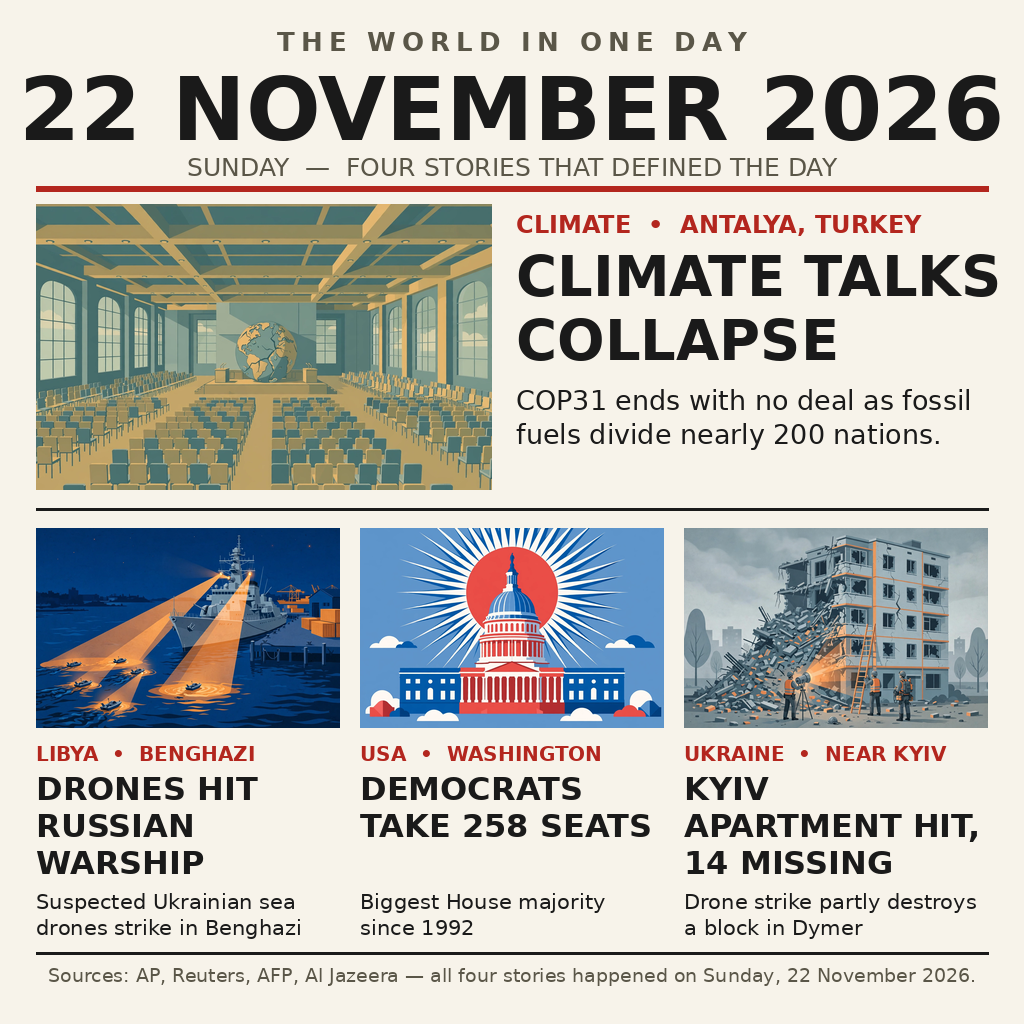 THE WORLD IN ONE DAY
22 NOVEMBER 2026
SUNDAY — FOUR STORIES THAT DEFINED THE DAY
CLIMATE • ANTALYA, TURKEY
CLIMATE TALKS
COLLAPSE
COP31 ends with no deal as fossil
fuels divide nearly 200 nations.
LIBYA • BENGHAZI
DRONES HIT
RUSSIAN
WARSHIP
Suspected Ukrainian sea
drones strike in Benghazi
USA • WASHINGTON
DEMOCRATS
TAKE 258 SEATS
Biggest House majority
since 1992
UKRAINE • NEAR KYIV
KYIV
APARTMENT HIT,
14 MISSING
Drone strike partly destroys
a block in Dymer
Sources: AP, Reuters, AFP, Al Jazeera — all four stories happened on Sunday, 22 November 2026.